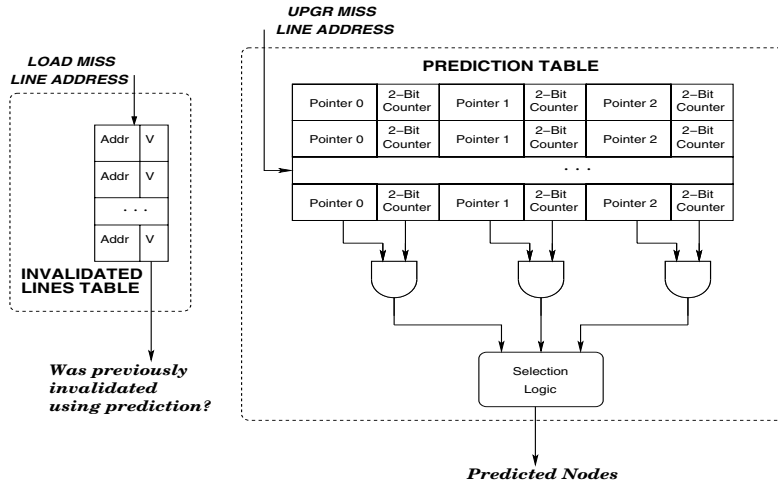 LOAD MISS
LINE ADDRESS
Addr V
Addr V
. . .
Addr V
INVALIDATED
LINES TABLE
Was previously
invalidated
using prediction?
UPGR MISS
LINE ADDRESS
PREDICTION TABLE
Pointer 0 2-Bit Counter Pointer 1 2-Bit Counter Pointer 2 2-Bit Counter
Pointer 0 2-Bit Counter Pointer 1 2-Bit Counter Pointer 2 2-Bit Counter
. . .
Pointer 0 2-Bit Counter Pointer 1 2-Bit Counter Pointer 2 2-Bit Counter
Selection
Logic
Predicted Nodes